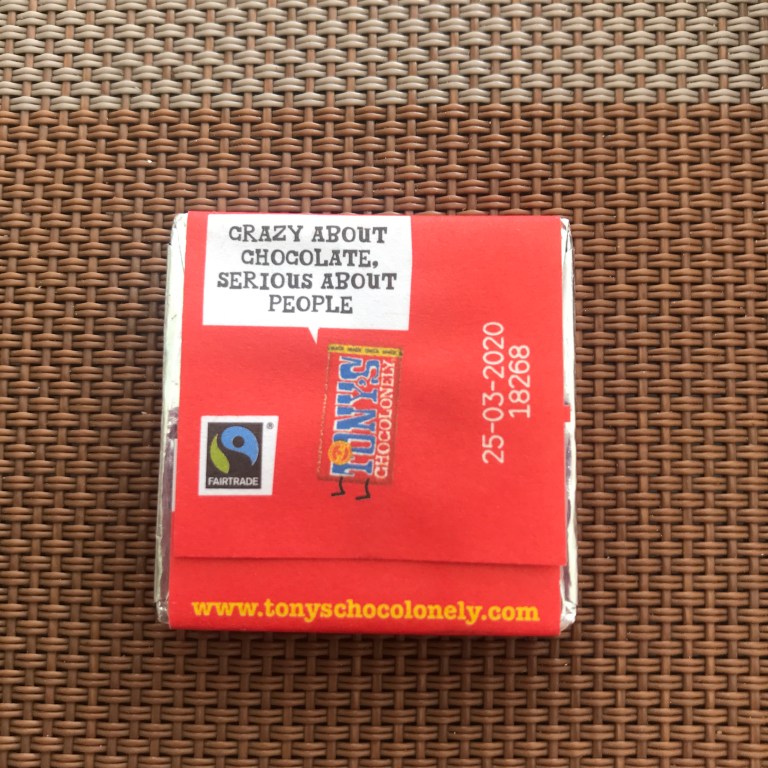 CRAZY ABOUT
CHOCOLATE,
SERIOUS ABOUT
PEOPLE
TONY'S
CHOCOLONELY
25-03-2020
18268
FAIRTRADE
®
www.tonyschocolonely.com